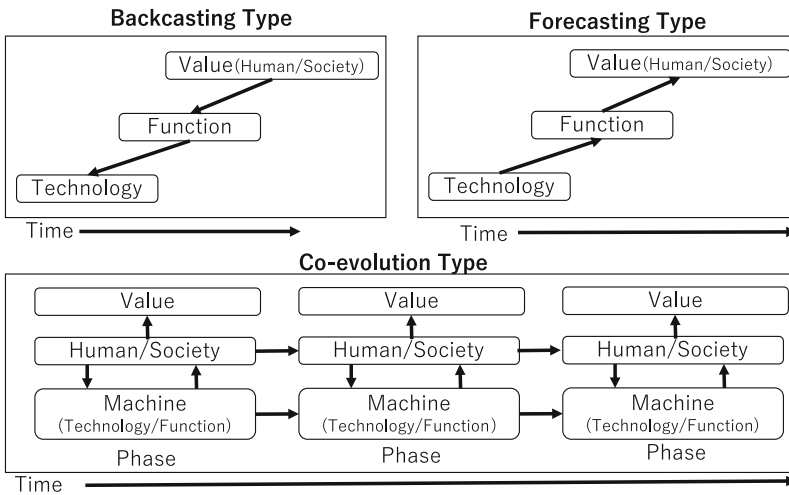 Backcasting Type
Value(Human/Society)
Function
Technology
Time
Forecasting Type
Value(Human/Society)
Function
Technology
Time
Co-evolution Type
Value
Value
Value
Human/Society
Human/Society
Human/Society
Machine
(Technology/Function)
Machine
(Technology/Function)
Machine
(Technology/Function)
Phase
Phase
Phase
Time